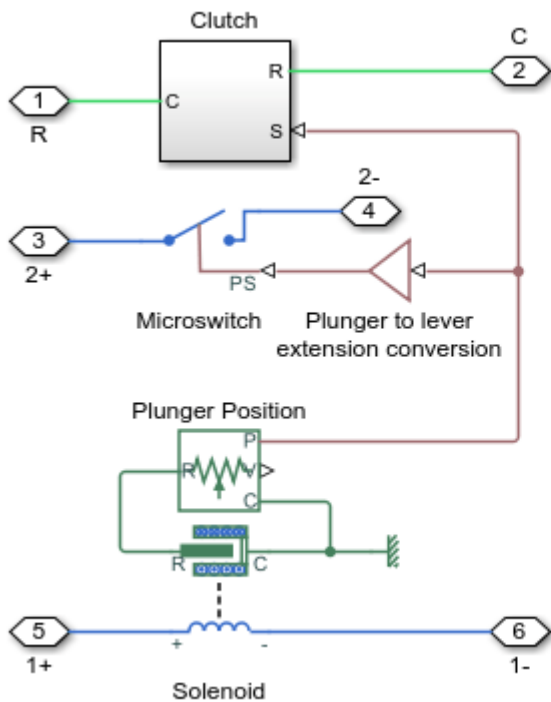 Clutch
C
1
R
C
R
S
2
2-
3
2+
4
PS
Microswitch
Plunger to lever
extension conversion
Plunger Position
P
R
V
C
R
C
5
1+
+
-
6
1-
Solenoid